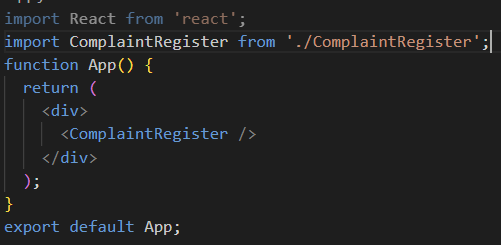 import React from 'react';
import ComplaintRegister from './ComplaintRegister';
function App() {
  return (
    <div>
      <ComplaintRegister />
    </div>
  );
}
export default App;